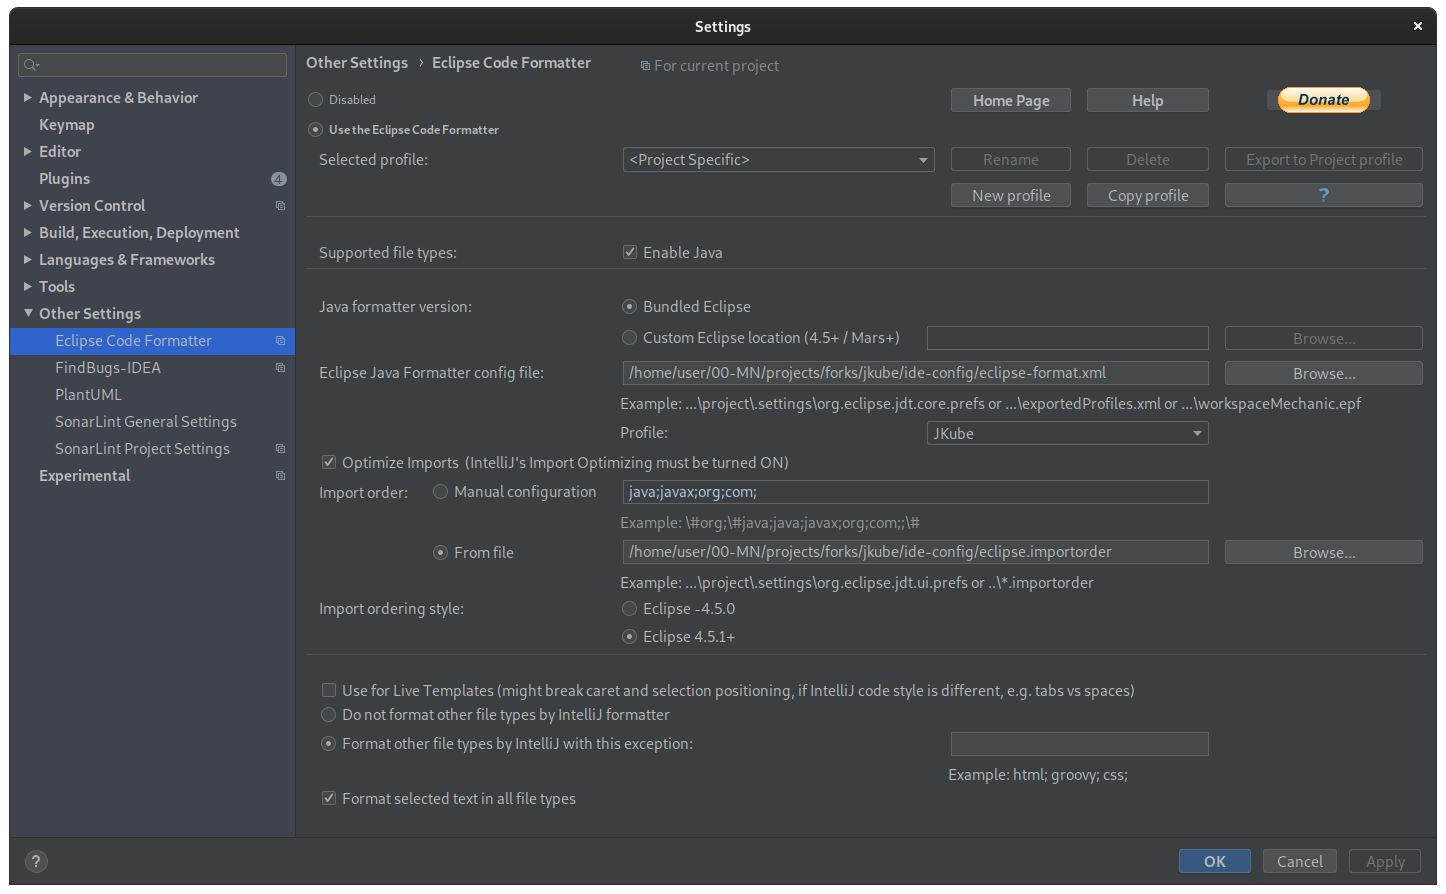 Settings
Other Settings › Eclipse Code Formatter
For current project
Appearance & Behavior
Keymap
Editor
Plugins 4
Version Control
Build, Execution, Deployment
Languages & Frameworks
Tools
Other Settings
Eclipse Code Formatter
FindBugs-IDEA
PlantUML
SonarLint General Settings
SonarLint Project Settings
Experimental
Disabled
Home Page Help Donate
Use the Eclipse Code Formatter
Selected profile: <Project Specific> Rename Delete Export to Project profile
New profile Copy profile ?
Supported file types: Enable Java
Java formatter version: Bundled Eclipse
Custom Eclipse location (4.5+ / Mars+) Browse...
Eclipse Java Formatter config file: /home/user/00-MN/projects/forks/jkube/ide-config/eclipse-format.xml Browse...
Example: ...\project\.settings\org.eclipse.jdt.core.prefs or ...\exportedProfiles.xml or ...\workspaceMechanic.epf
Profile: JKube
Optimize Imports (IntelliJ's Import Optimizing must be turned ON)
Import order: Manual configuration java;javax;org;com;
Example: \#org;\#java;java;javax;org;com;;\#
From file /home/user/00-MN/projects/forks/jkube/ide-config/eclipse.importorder Browse...
Example: ...\project\.settings\org.eclipse.jdt.ui.prefs or ..\*.importorder
Import ordering style: Eclipse -4.5.0
Eclipse 4.5.1+
Use for Live Templates (might break caret and selection positioning, if IntelliJ code style is different, e.g. tabs vs spaces)
Do not format other file types by IntelliJ formatter
Format other file types by IntelliJ with this exception:
Example: html; groovy; css;
Format selected text in all file types
? OK Cancel Apply